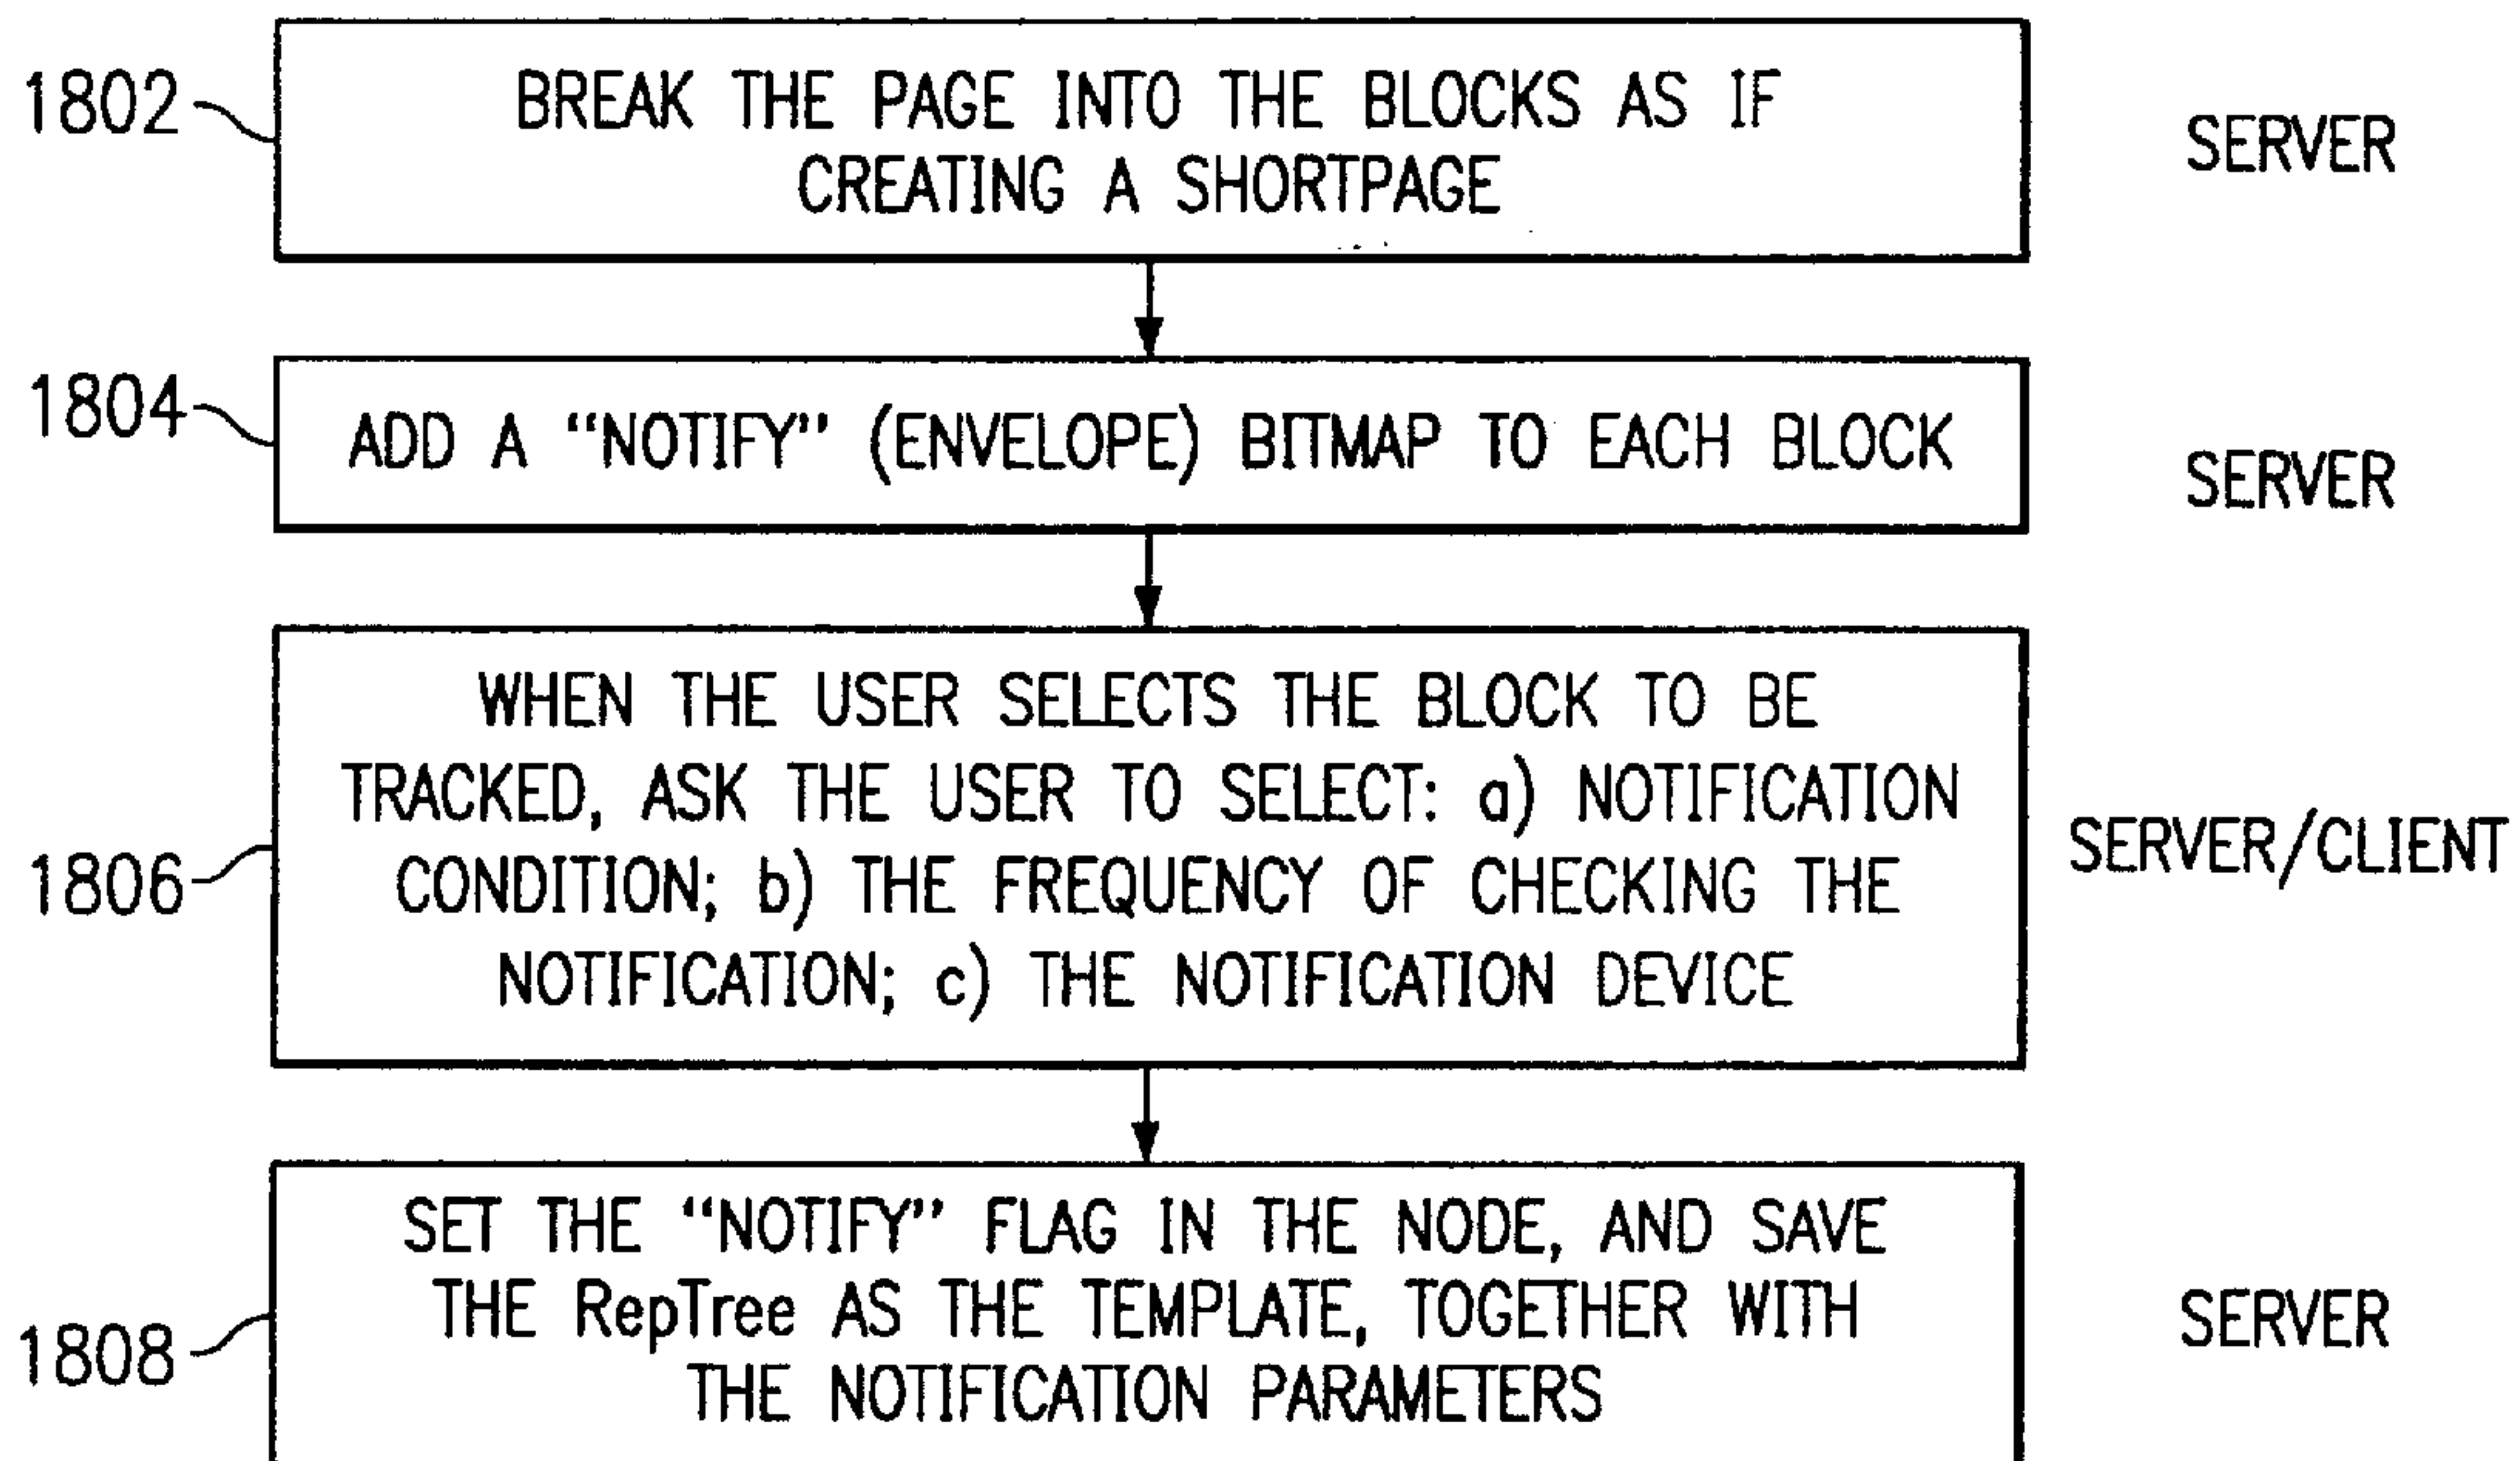 1802
BREAK THE PAGE INTO THE BLOCKS AS IF
CREATING A SHORTPAGE
SERVER
1804
ADD A “NOTIFY” (ENVELOPE) BITMAP TO EACH BLOCK
SERVER
1806
WHEN THE USER SELECTS THE BLOCK TO BE
TRACKED, ASK THE USER TO SELECT: a) NOTIFICATION
CONDITION; b) THE FREQUENCY OF CHECKING THE
NOTIFICATION; c) THE NOTIFICATION DEVICE
SERVER/CLIENT
1808
SET THE “NOTIFY” FLAG IN THE NODE, AND SAVE
THE RepTree AS THE TEMPLATE, TOGETHER WITH
THE NOTIFICATION PARAMETERS
SERVER